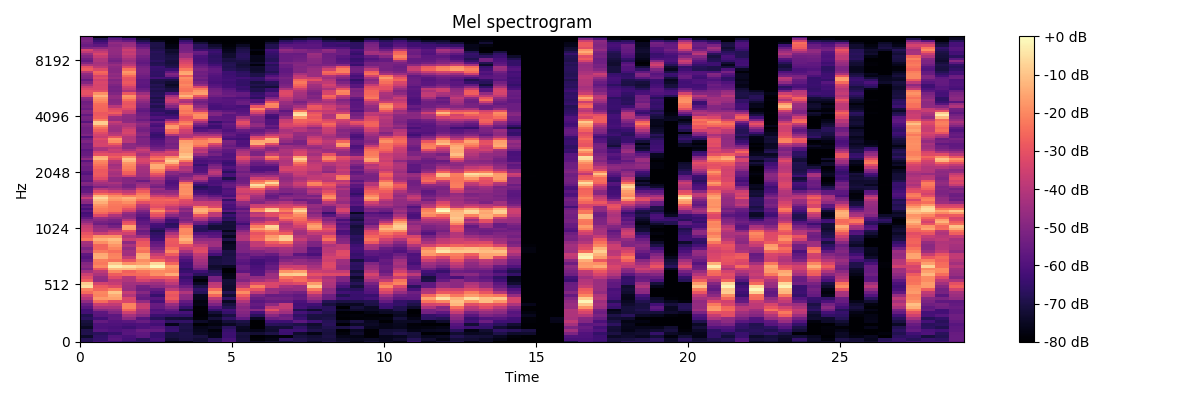 Mel spectrogram
8192
4096
2048
1024
512
0
Hz
0 5 10 15 20 25
Time
+0 dB
-10 dB
-20 dB
-30 dB
-40 dB
-50 dB
-60 dB
-70 dB
-80 dB